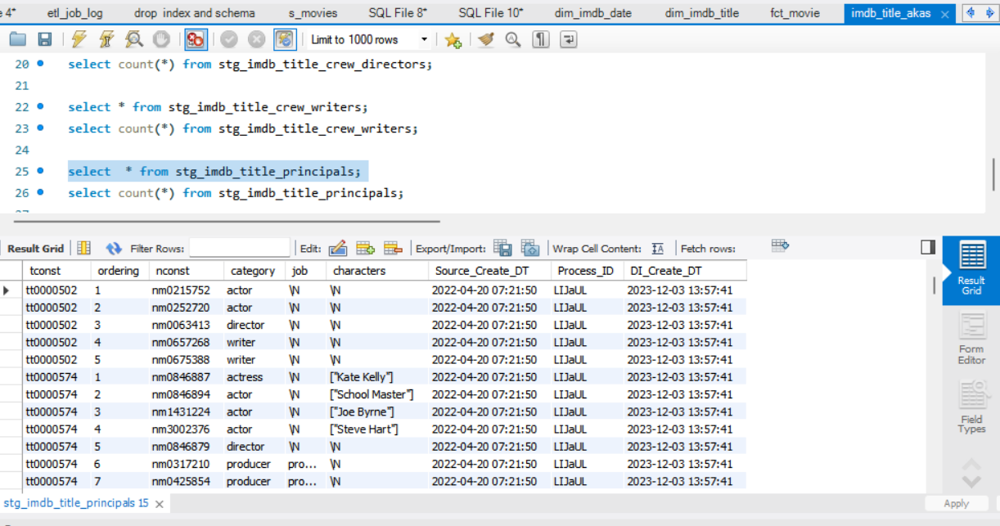 e 4* etl_job_log drop index and schema s_movies SQL File 8* SQL File 10* dim_imdb_date dim_imdb_title fct_movie imdb_title_akas
Limit to 1000 rows
20 select count(*) from stg_imdb_title_crew_directors;
21
22 select * from stg_imdb_title_crew_writers;
23 select count(*) from stg_imdb_title_crew_writers;
24
25 select  * from stg_imdb_title_principals;
26 select count(*) from stg_imdb_title_principals;
Result Grid Filter Rows: Edit: Export/Import: Wrap Cell Content: Fetch rows:
tconst ordering nconst category job characters Source_Create_DT Process_ID DI_Create_DT
tt0000502 1 nm0215752 actor \N \N 2022-04-20 07:21:50 LIJaUL 2023-12-03 13:57:41
tt0000502 2 nm0252720 actor \N \N 2022-04-20 07:21:50 LIJaUL 2023-12-03 13:57:41
tt0000502 3 nm0063413 director \N \N 2022-04-20 07:21:50 LIJaUL 2023-12-03 13:57:41
tt0000502 4 nm0657268 writer \N \N 2022-04-20 07:21:50 LIJaUL 2023-12-03 13:57:41
tt0000502 5 nm0675388 writer \N \N 2022-04-20 07:21:50 LIJaUL 2023-12-03 13:57:41
tt0000574 1 nm0846887 actress \N ["Kate Kelly"] 2022-04-20 07:21:50 LIJaUL 2023-12-03 13:57:41
tt0000574 2 nm0846894 actor \N ["School Master"] 2022-04-20 07:21:50 LIJaUL 2023-12-03 13:57:41
tt0000574 3 nm1431224 actor \N ["Joe Byrne"] 2022-04-20 07:21:50 LIJaUL 2023-12-03 13:57:41
tt0000574 4 nm3002376 actor \N ["Steve Hart"] 2022-04-20 07:21:50 LIJaUL 2023-12-03 13:57:41
tt0000574 5 nm0846879 director \N \N 2022-04-20 07:21:50 LIJaUL 2023-12-03 13:57:41
tt0000574 6 nm0317210 producer pro... \N 2022-04-20 07:21:50 LIJaUL 2023-12-03 13:57:41
tt0000574 7 nm0425854 producer pro... \N 2022-04-20 07:21:50 LIJaUL 2023-12-03 13:57:41
Result
Grid
Form
Editor
Field
Types
stg_imdb_title_principals 15
Apply